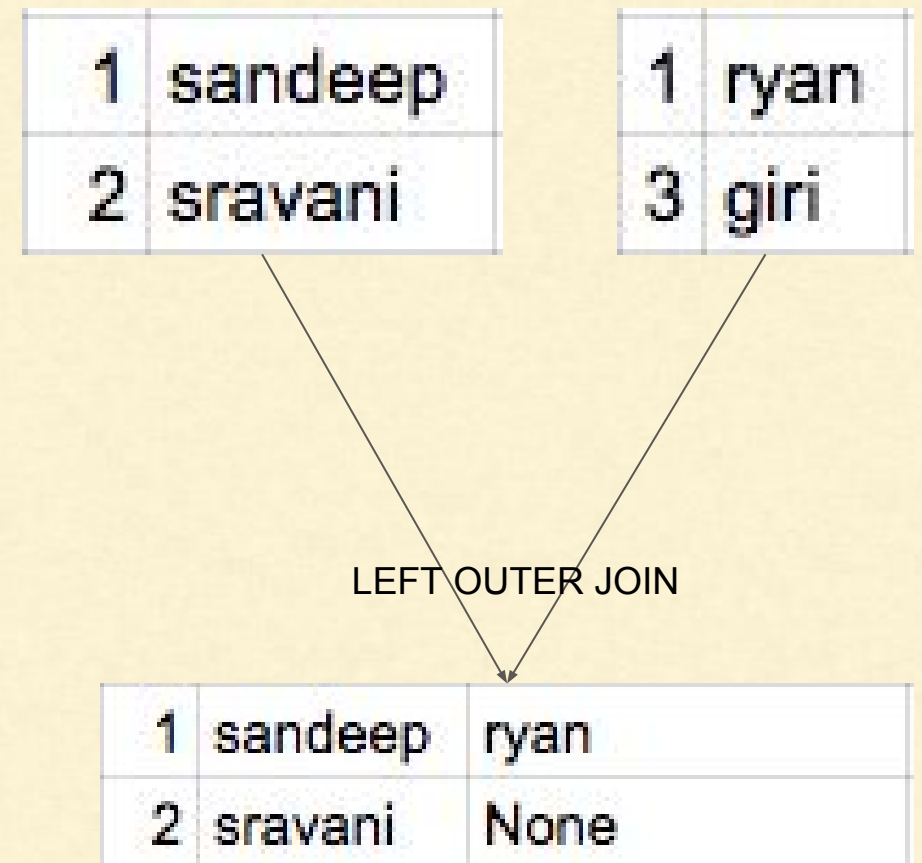 1 sandeep
2 sravani
1 ryan
3 giri
LEFT OUTER JOIN
1 sandeep ryan
2 sravani None